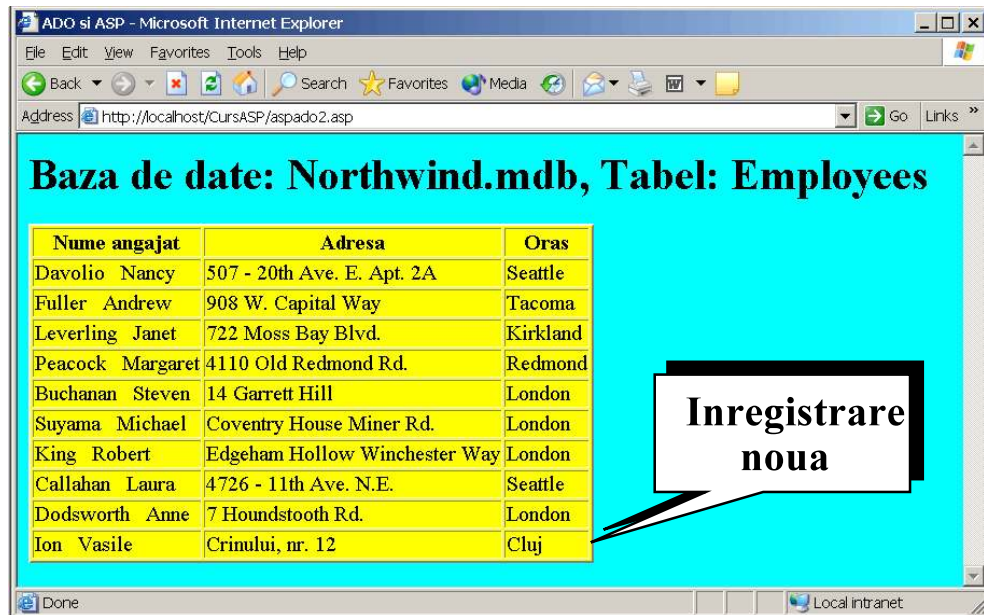 ADO si ASP - Microsoft Internet Explorer
File Edit View Favorites Tools Help
Back Search Favorites Media
Address http://localhost/CursASP/aspado2.asp Go Links »
Baza de date: Northwind.mdb, Tabel: Employees
Nume angajat Adresa Oras
Davolio Nancy 507 - 20th Ave. E. Apt. 2A Seattle
Fuller Andrew 908 W. Capital Way Tacoma
Leverling Janet 722 Moss Bay Blvd. Kirkland
Peacock Margaret 4110 Old Redmond Rd. Redmond
Buchanan Steven 14 Garrett Hill London
Suyama Michael Coventry House Miner Rd. London
King Robert Edgeham Hollow Winchester Way London
Callahan Laura 4726 - 11th Ave. N.E. Seattle
Dodsworth Anne 7 Houndstooth Rd. London
Ion Vasile Crinului, nr. 12 Cluj
Inregistrare
noua
Done Local intranet